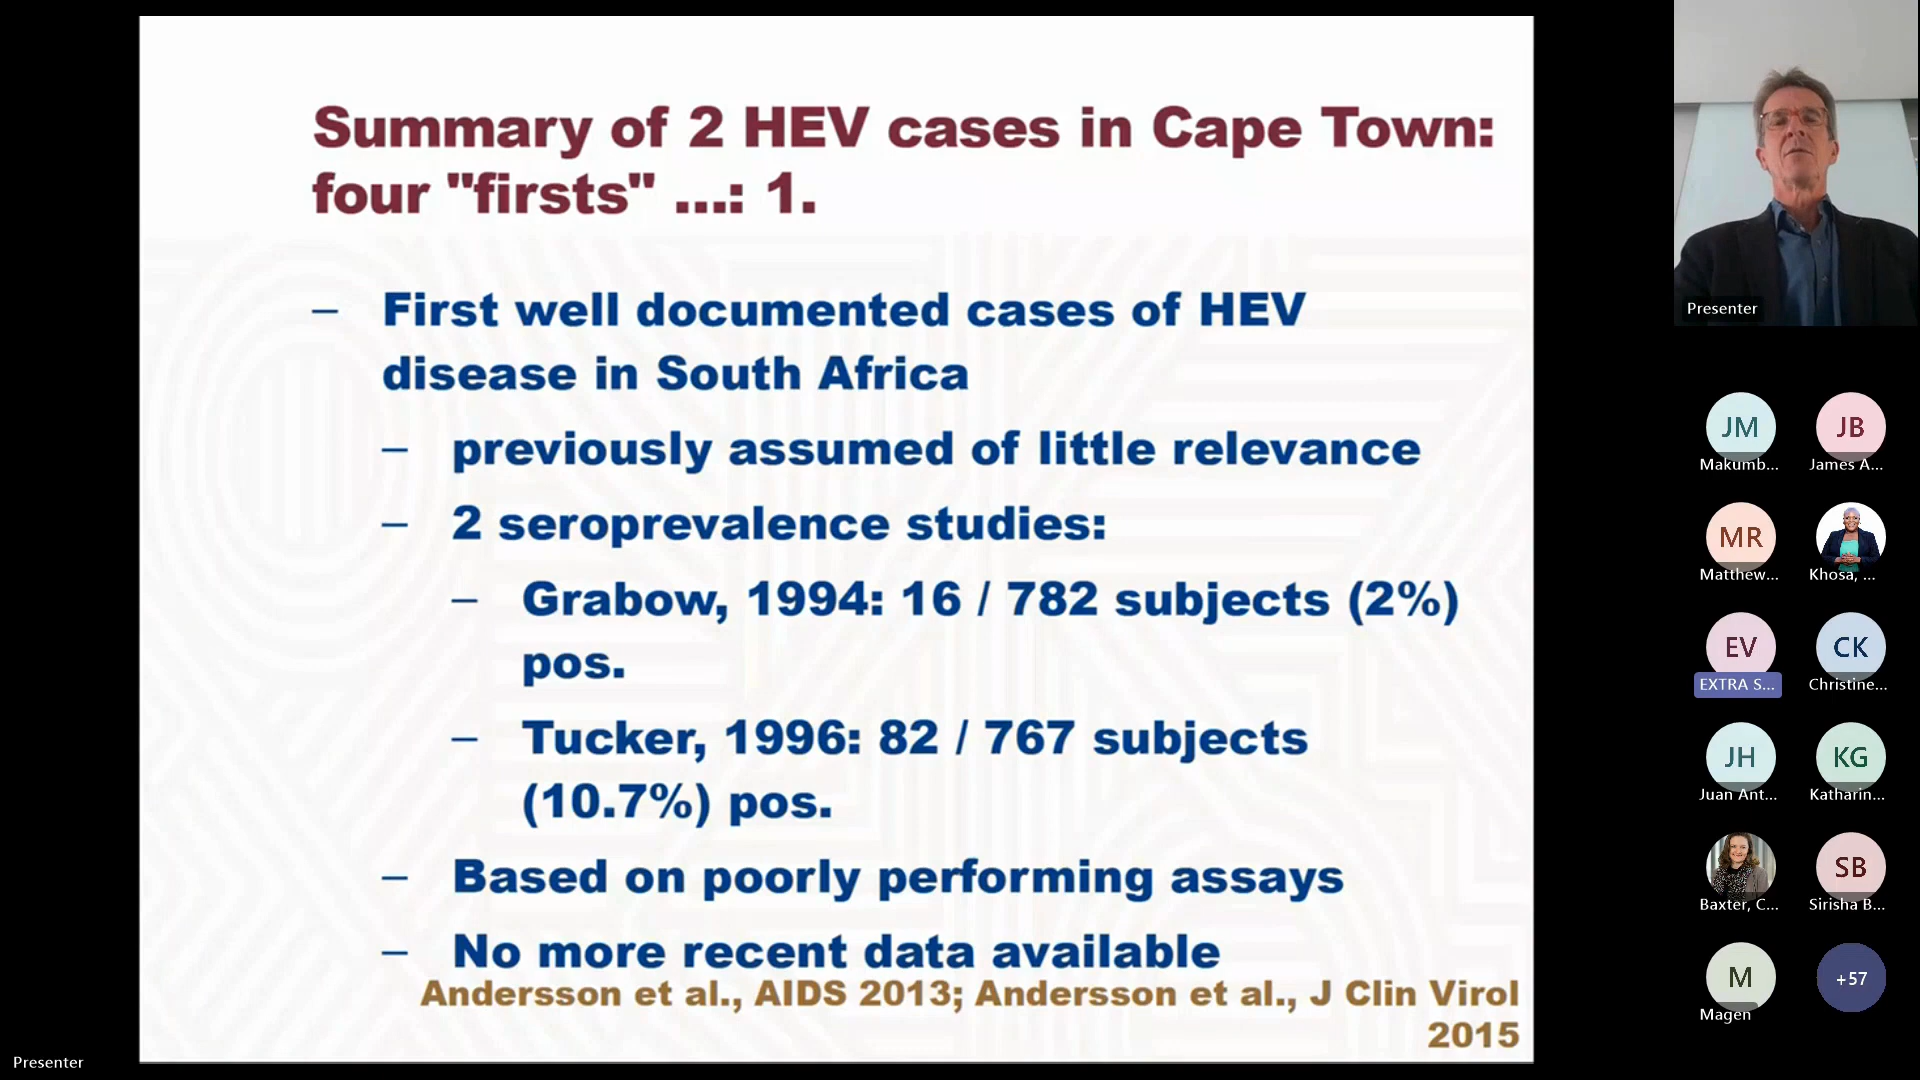 Summary of 2 HEV cases in Cape Town:
four "firsts" ...: 1.
– First well documented cases of HEV
disease in South Africa
– previously assumed of little relevance
– 2 seroprevalence studies:
– Grabow, 1994: 16 / 782 subjects (2%)
pos.
– Tucker, 1996: 82 / 767 subjects
(10.7%) pos.
– Based on poorly performing assays
– No more recent data available
Andersson et al., AIDS 2013; Andersson et al., J Clin Virol
2015
Presenter
Presenter
JM
JB
Makumb...
James A...
MR
Matthew...
Khosa, ...
EV
CK
EXTRA S...
Christine...
JH
KG
Juan Ant...
Katharin...
SB
Baxter, C...
Sirisha B...
M
+57
Magen